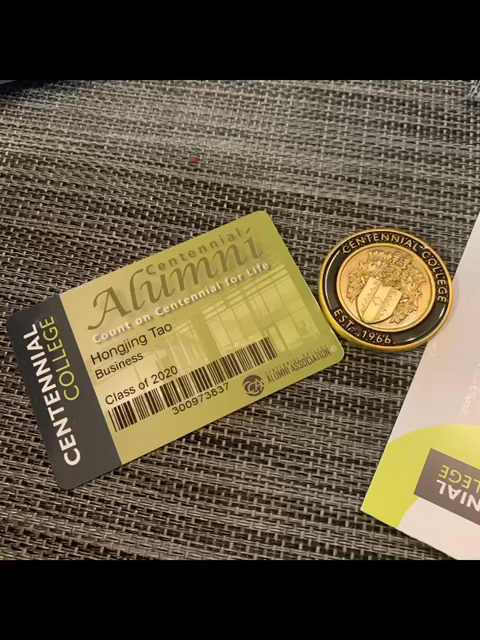 CENTENNIAL
COLLEGE
Centennial
Alumni
Count on Centennial for Life
Hongjing Tao
Business
Class of 2020
300973837
ALUMNI ASSOCIATION
CENTENNIAL COLLEGE
EST. 1966
NIAL
LEGE